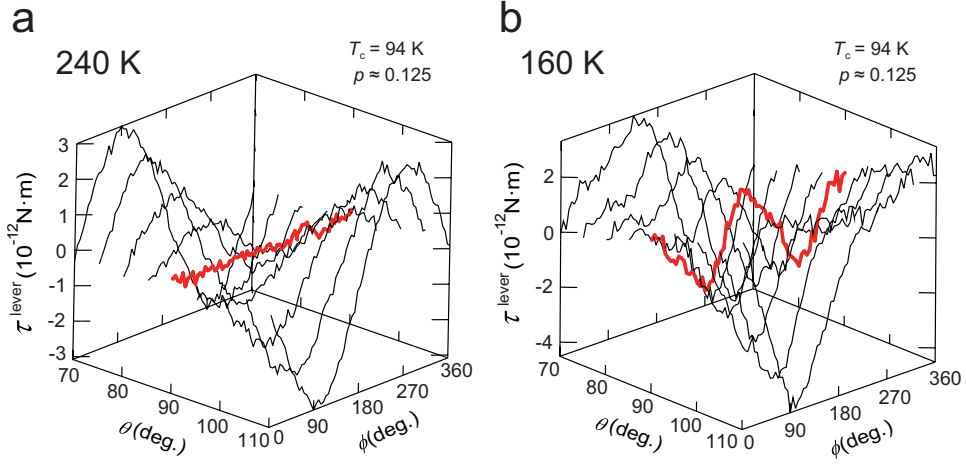 a
240 K
T_c = 94 K
p ≈ 0.125
τ^lever (10^-12 N·m)
3
2
1
0
-1
-2
-3
70
80
90
100
110
θ(deg.)
0
90
180
270
360
ϕ(deg.)
b
160 K
T_c = 94 K
p ≈ 0.125
τ^lever (10^-12 N·m)
2
0
-2
-4
70
80
90
100
110
θ(deg.)
0
90
180
270
360
ϕ(deg.)